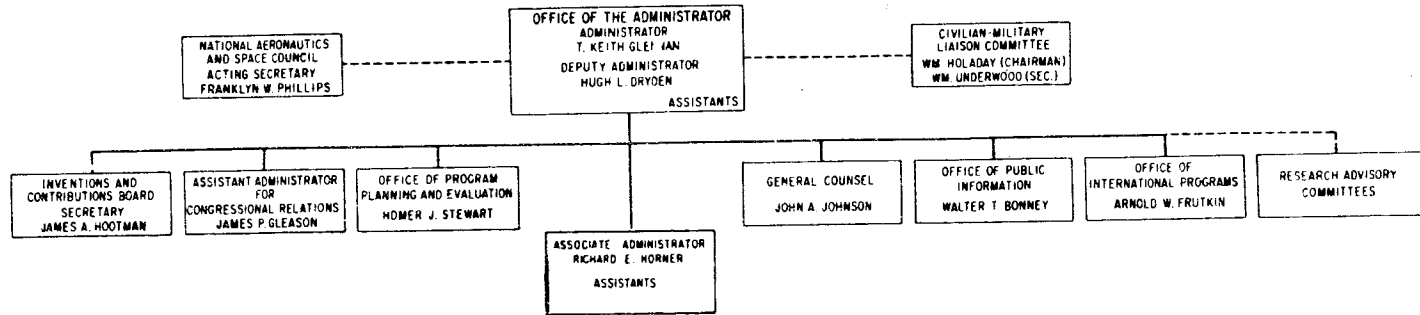 OFFICE OF THE ADMINISTRATOR
ADMINISTRATOR
T. KEITH GLENNAN
DEPUTY ADMINISTRATOR
HUGH L. DRYDEN
ASSISTANTS
NATIONAL AERONAUTICS
AND SPACE COUNCIL
ACTING SECRETARY
FRANKLYN W. PHILLIPS
CIVILIAN-MILITARY
LIAISON COMMITTEE
WM. HOLADAY (CHAIRMAN)
WM. UNDERWOOD (SEC.)
INVENTIONS AND
CONTRIBUTIONS BOARD
SECRETARY
JAMES A. HOOTMAN
ASSISTANT ADMINISTRATOR
FOR
CONGRESSIONAL RELATIONS
JAMES P. GLEASON
OFFICE OF PROGRAM
PLANNING AND EVALUATION
HOMER J. STEWART
GENERAL COUNSEL
JOHN A. JOHNSON
OFFICE OF PUBLIC
INFORMATION
WALTER T. BONNEY
OFFICE OF
INTERNATIONAL PROGRAMS
ARNOLD W. FRUTKIN
RESEARCH ADVISORY
COMMITTEES
ASSOCIATE ADMINISTRATOR
RICHARD E. HORNER
ASSISTANTS